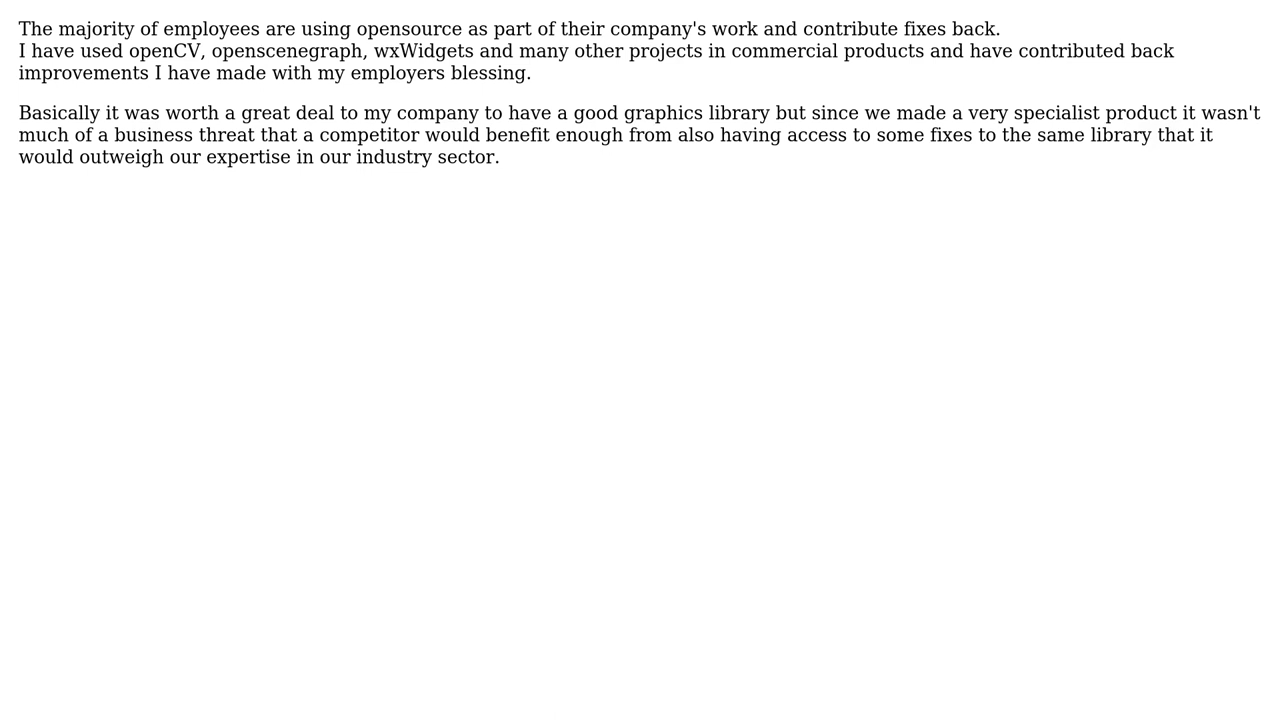 The majority of employees are using opensource as part of their company's work and contribute fixes back.
I have used openCV, openscenegraph, wxWidgets and many other projects in commercial products and have contributed back
improvements I have made with my employers blessing.
Basically it was worth a great deal to my company to have a good graphics library but since we made a very specialist product it wasn't
much of a business threat that a competitor would benefit enough from also having access to some fixes to the same library that it
would outweigh our expertise in our industry sector.